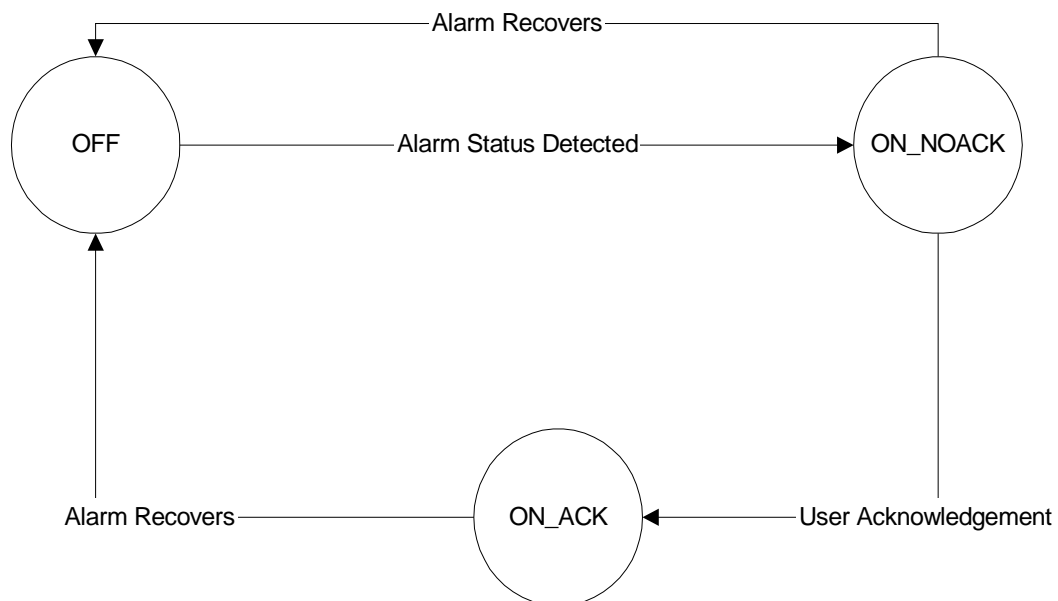 Alarm Recovers
OFF
Alarm Status Detected
ON_NOACK
Alarm Recovers
ON_ACK
User Acknowledgement